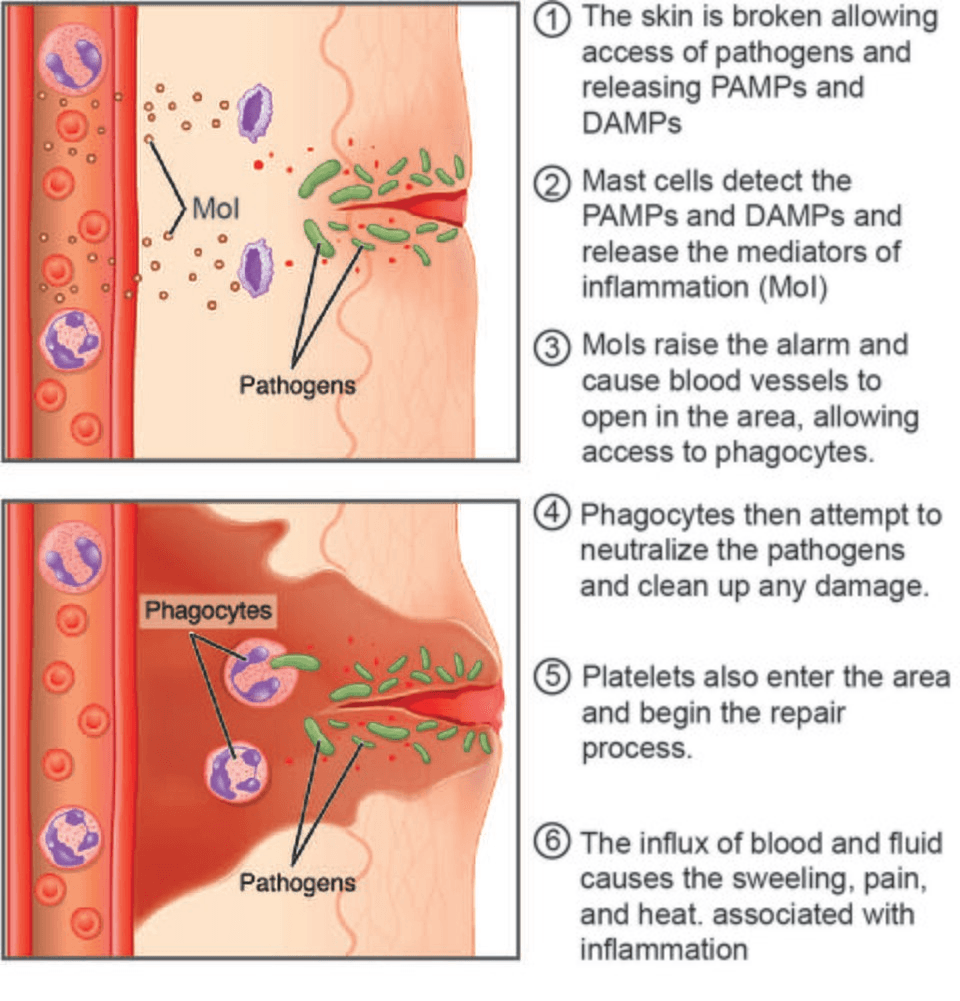 ① The skin is broken allowing
access of pathogens and
releasing PAMPs and
DAMPs
② Mast cells detect the
PAMPs and DAMPs and
release the mediators of
inflammation (MoI)
③ MoIs raise the alarm and
cause blood vessels to
open in the area, allowing
access to phagocytes.
④ Phagocytes then attempt to
neutralize the pathogens
and clean up any damage.
⑤ Platelets also enter the area
and begin the repair
process.
⑥ The influx of blood and fluid
causes the sweeling, pain,
and heat. associated with
inflammation
MoI
Pathogens
Phagocytes
Pathogens